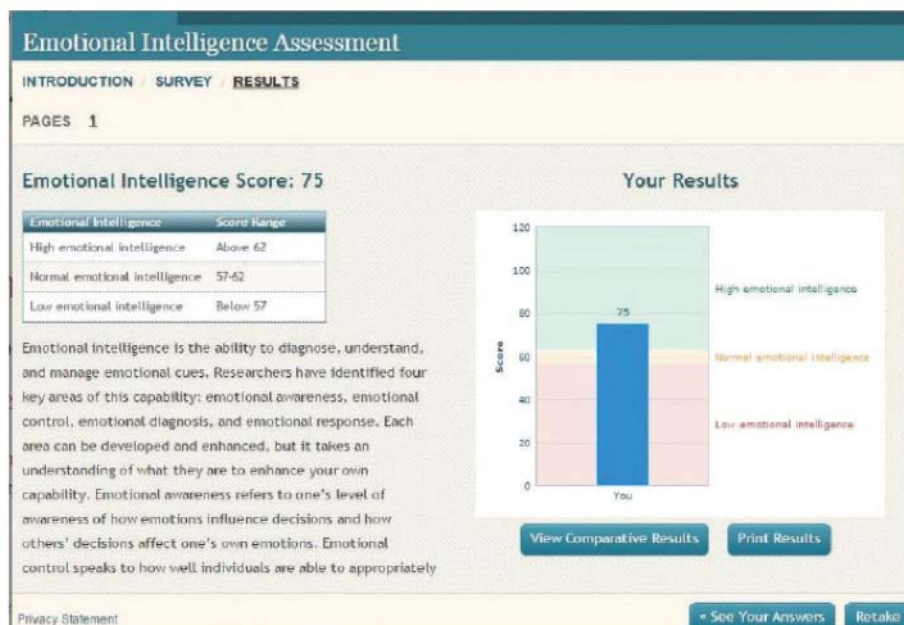 Emotional Intelligence Assessment
INTRODUCTION / SURVEY / RESULTS
PAGES 1
Emotional Intelligence Score: 75
Emotional Intelligence Score Range
High emotional intelligence Above 62
Normal emotional intelligence 57-62
Low emotional intelligence Below 57
Emotional intelligence is the ability to diagnose, understand,
and manage emotional cues. Researchers have identified four
key areas of this capability: emotional awareness, emotional
control, emotional diagnosis, and emotional response. Each
area can be developed and enhanced, but it takes an
understanding of what they are to enhance your own
capability. Emotional awareness refers to one's level of
awareness of how emotions influence decisions and how
others' decisions affect one's own emotions. Emotional
control speaks to how well individuals are able to appropriately
Your Results
120
100
80
60
40
20
0
Score
75
You
High emotional intelligence
Normal emotional intelligence
Low emotional intelligence
View Comparative Results
Print Results
Privacy Statement
« See Your Answers
Retake